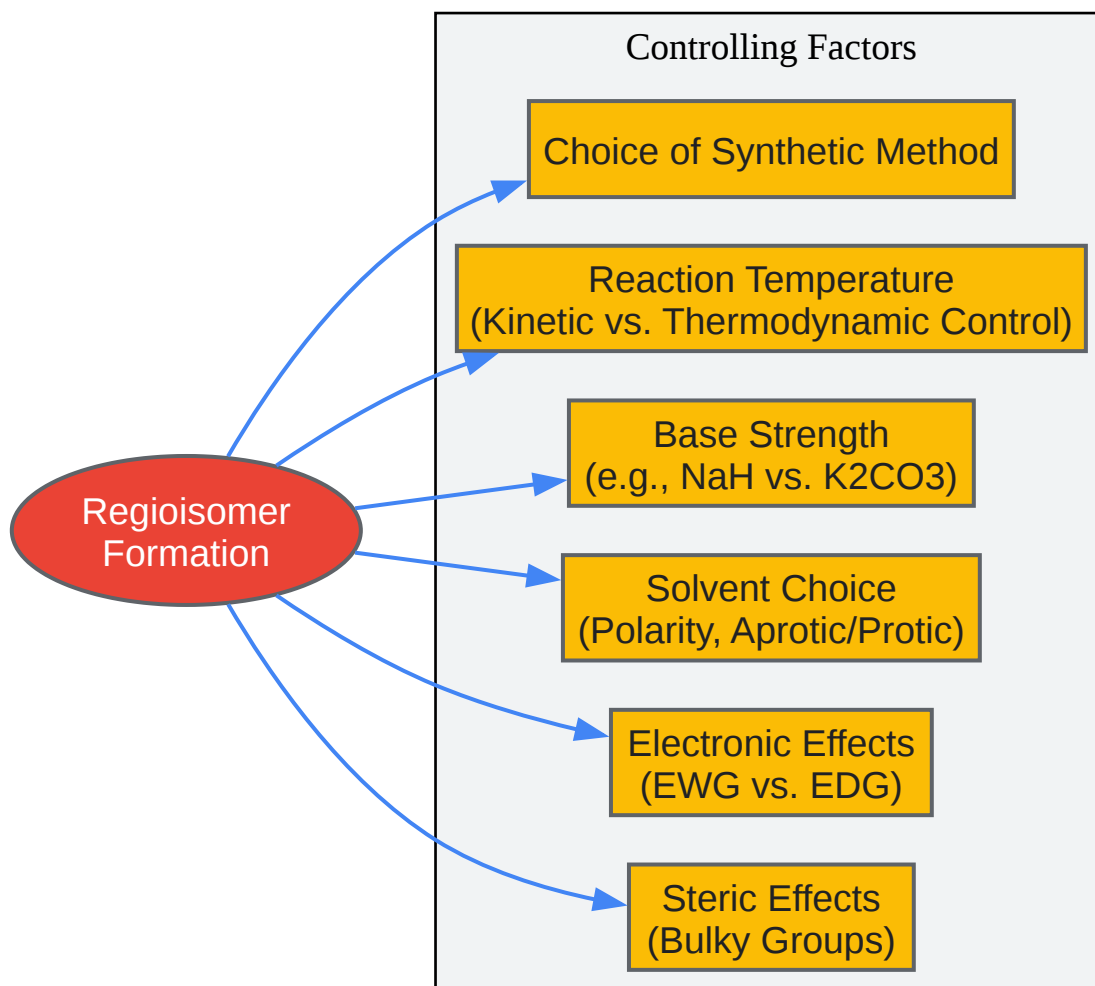 Controlling Factors
Choice of Synthetic Method
Reaction Temperature
(Kinetic vs. Thermodynamic Control)
Base Strength
(e.g., NaH vs. K2CO3)
Regioisomer
Formation
Solvent Choice
(Polarity, Aprotic/Protic)
Electronic Effects
(EWG vs. EDG)
Steric Effects
(Bulky Groups)